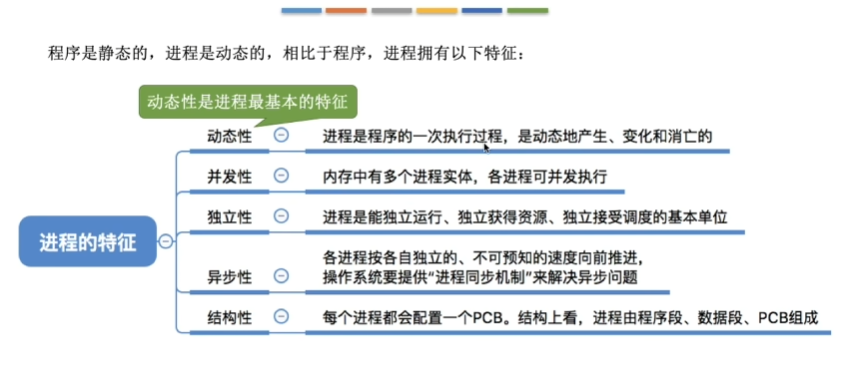 程序是静态的，进程是动态的，相比于程序，进程拥有以下特征：
动态性是进程最基本的特征
进程的特征
动态性
进程是程序的一次执行过程，是动态地产生、变化和消亡的
并发性
内存中有多个进程实体，各进程可并发执行
独立性
进程是能独立运行、独立获得资源、独立接受调度的基本单位
异步性
各进程按各自独立的、不可预知的速度向前推进，
操作系统要提供“进程同步机制”来解决异步问题
结构性
每个进程都会配置一个PCB。结构上看，进程由程序段、数据段、PCB组成